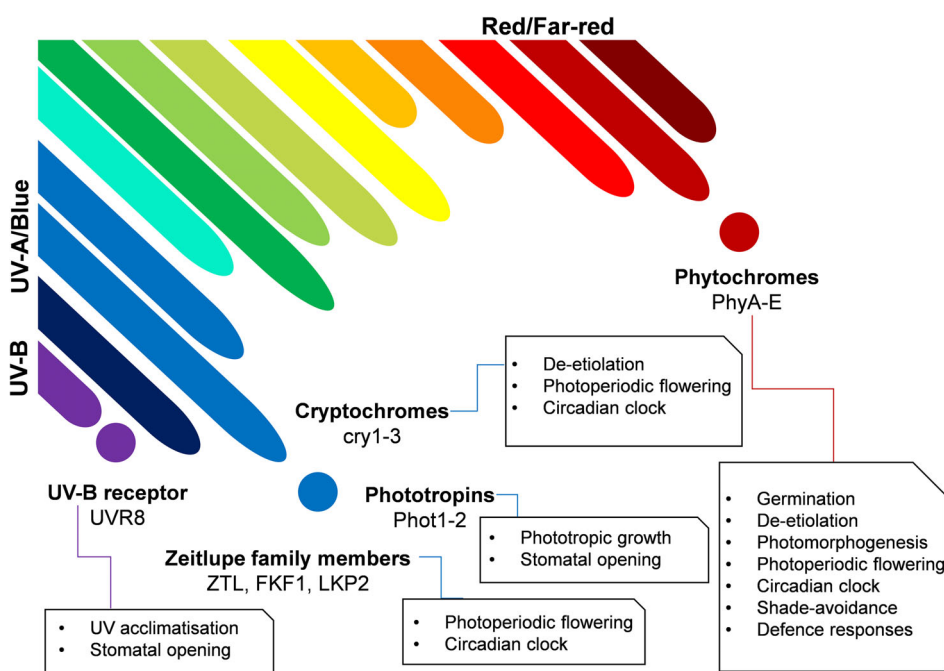 Red/Far-red
UV-A/Blue
UV-B
Phytochromes
PhyA-E
• De-etiolation
• Photoperiodic flowering
• Circadian clock
Cryptochromes
cry1-3
UV-B receptor
UVR8
Phototropins
Phot1-2
• Germination
• De-etiolation
• Photomorphogenesis
• Photoperiodic flowering
• Circadian clock
• Shade-avoidance
• Defence responses
• Phototropic growth
• Stomatal opening
Zeitlupe family members
ZTL, FKF1, LKP2
• UV acclimatisation
• Stomatal opening
• Photoperiodic flowering
• Circadian clock